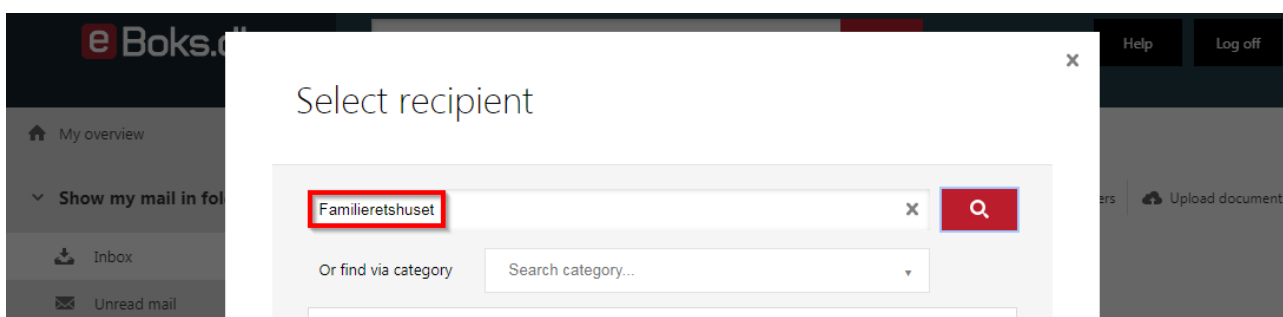 e Boks.d
Help
Log off
Select recipient
My overview
Show my mail in fol
Familieretshuset
ers
Upload document
Or find via category
Search category...
Inbox
Unread mail